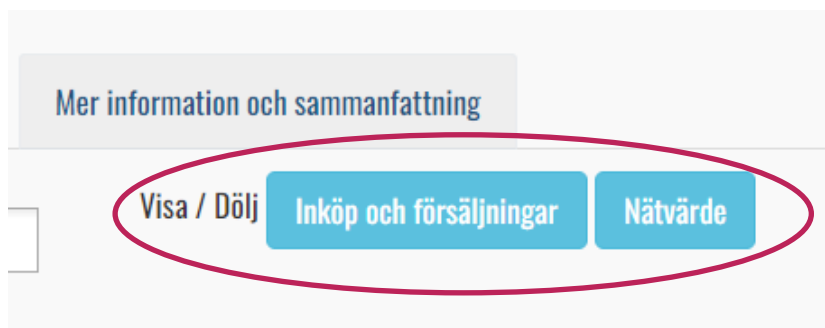 Mer information och sammanfattning
Visa / Dölj Inköp och försäljningar Nätvärde